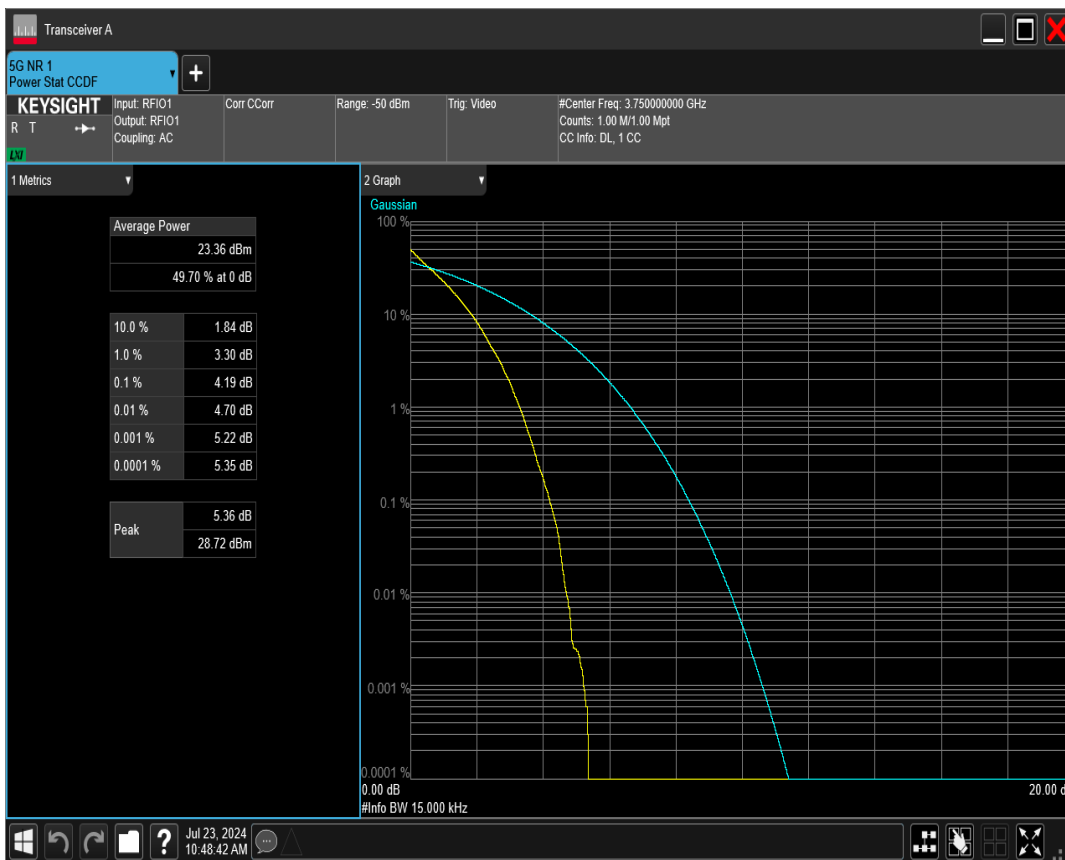 Transceiver A
5G NR 1
Power Stat CCDF
+
KEYSIGHT
R T
LXI
Input: RFIO1
Output: RFIO1
Coupling: AC
Corr CCorr
Range: -50 dBm
Trig: Video
#Center Freq: 3.750000000 GHz
Counts: 1.00 M/1.00 Mpt
CC Info: DL, 1 CC
1 Metrics
Average Power
23.36 dBm
49.70 % at 0 dB
10.0 % 1.84 dB
1.0 % 3.30 dB
0.1 % 4.19 dB
0.01 % 4.70 dB
0.001 % 5.22 dB
0.0001 % 5.35 dB
Peak 5.36 dB
28.72 dBm
2 Graph
Gaussian
100 %
10 %
1 %
0.1 %
0.01 %
0.001 %
0.0001 %
0.00 dB 20.00 d
#Info BW 15.000 kHz
? Jul 23, 2024
10:48:42 AM